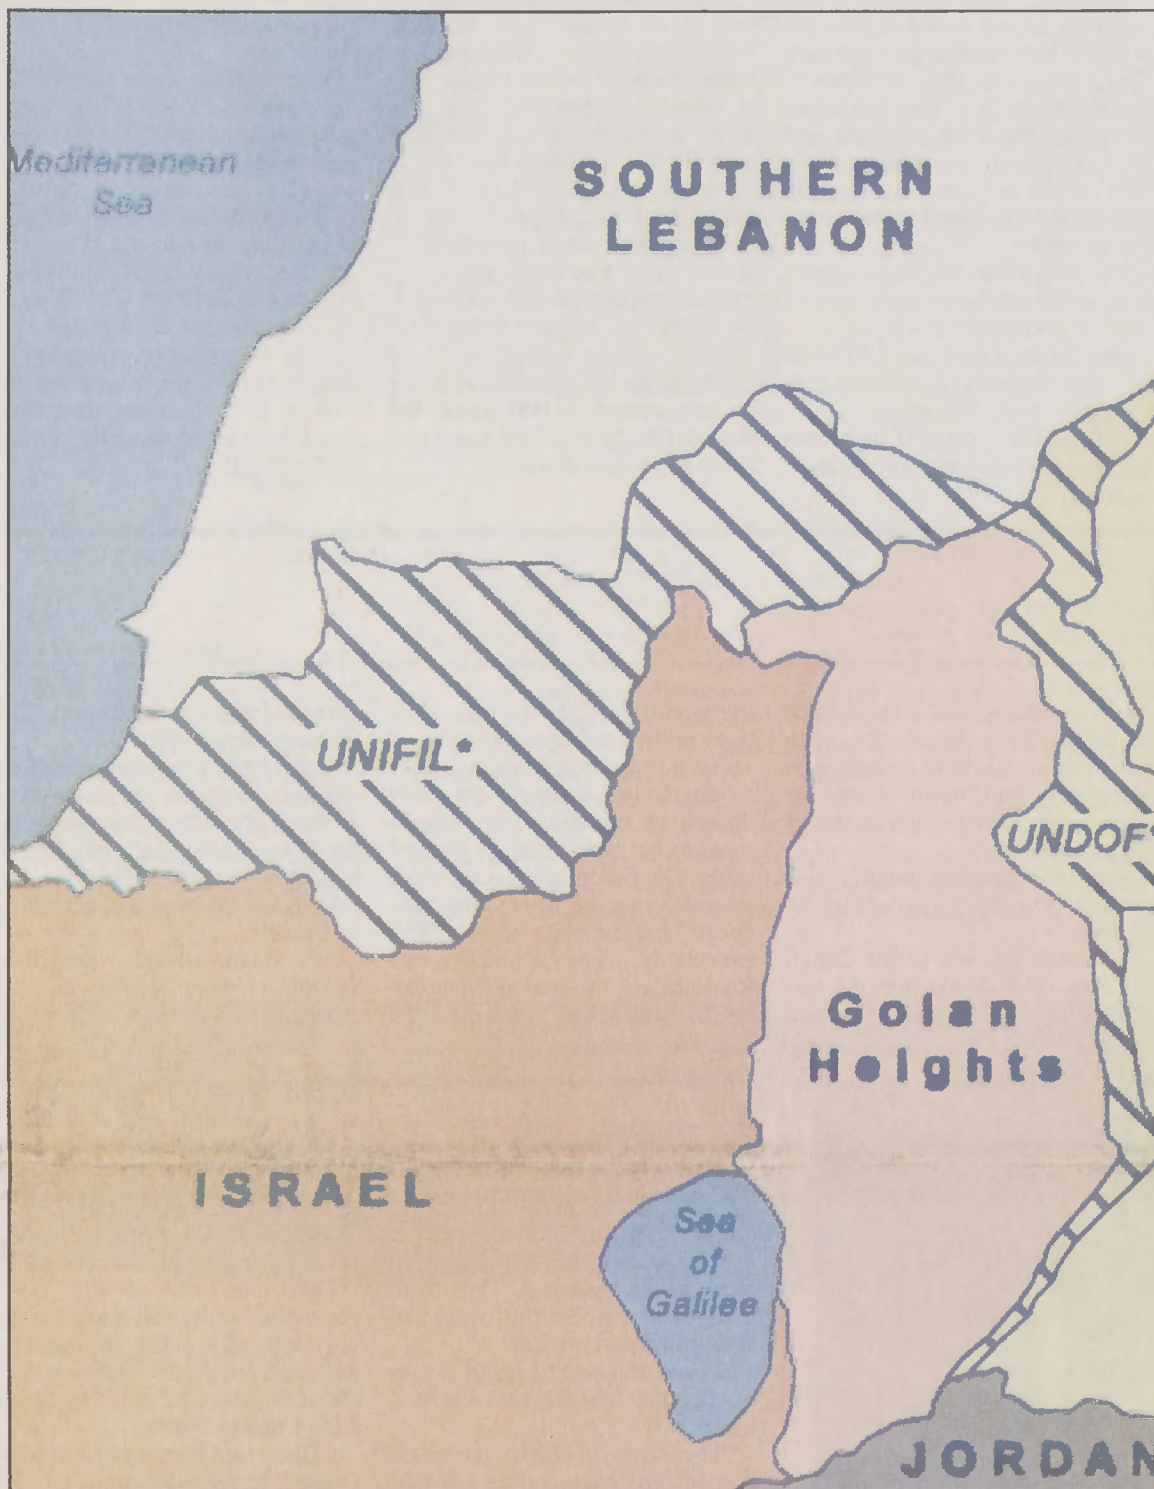 Mediterranean
Sea
SOUTHERN
LEBANON
UNIFIL*
UNDOF*
Golan
Heights
ISRAEL
Sea
of
Galilee
JORDAN